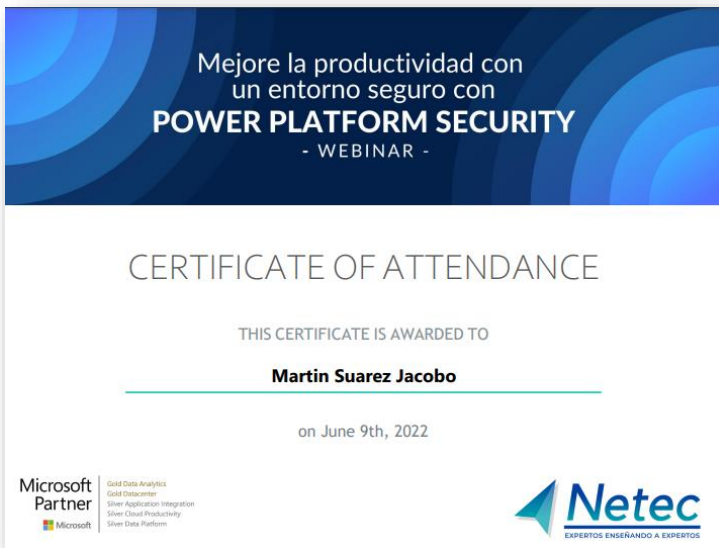 Mejore la productividad con
un entorno seguro con
POWER PLATFORM SECURITY
- WEBINAR -
CERTIFICATE OF ATTENDANCE
THIS CERTIFICATE IS AWARDED TO
Martin Suarez Jacobo
on June 9th, 2022
Microsoft
Partner
Microsoft
Gold Data Analytics
Gold Datacenter
Silver Application Integration
Silver Cloud Productivity
Silver Data Platform
Netec
EXPERTOS ENSEÑANDO A EXPERTOS